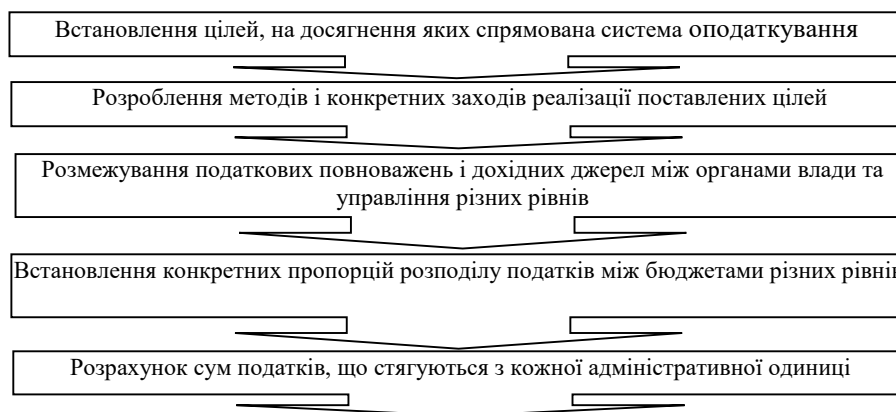 Встановлення цілей, на досягнення яких спрямована система оподаткування
Розроблення методів і конкретних заходів реалізації поставлених цілей
Розмежування податкових повноважень і дохідних джерел між органами влади та
управління різних рівнів
Встановлення конкретних пропорцій розподілу податків між бюджетами різних рівнів
Розрахунок сум податків, що стягуються з кожної адміністративної одиниці